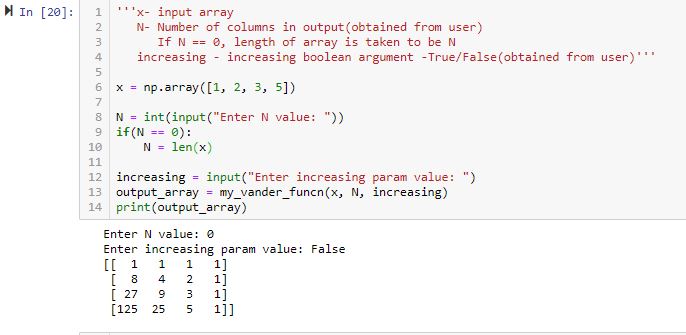 In [20]:
1 '''x- input array
2 N- Number of columns in output(obtained from user)
3 If N == 0, length of array is taken to be N
4 increasing - increasing boolean argument -True/False(obtained from user)'''
5
6 x = np.array([1, 2, 3, 5])
7
8 N = int(input("Enter N value: "))
9 if(N == 0):
10 N = len(x)
11
12 increasing = input("Enter increasing param value: ")
13 output_array = my_vander_funcn(x, N, increasing)
14 print(output_array)
Enter N value: 0
Enter increasing param value: False
[[ 1 1 1 1]
[ 8 4 2 1]
[ 27 9 3 1]
[125 25 5 1]]